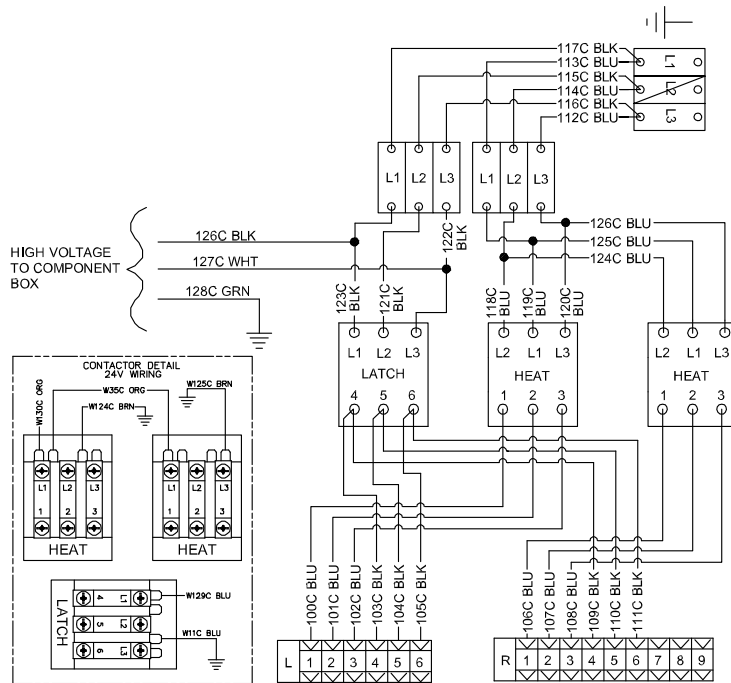 117C BLK
113C BLU
115C BLK
114C BLU
116C BLK
112C BLU
L1
L2
L3
L1 L2 L3
L1 L2 L3
HIGH VOLTAGE
TO COMPONENT
BOX
126C BLK
127C WHT
128C GRN
122C
BLK
126C BLU
125C BLU
124C BLU
123C
BLK
121C
BLK
118C
BLU
119C
BLU
120C
BLU
L1 L2 L3
LATCH
4 5 6
L2 L1 L3
HEAT
1 2 3
L2 L1 L3
HEAT
1 2 3
CONTACTOR DETAIL
24V WIRING
W130C ORG
W35C ORG
W124C BRN
W125C BRN
L1 L2 L3
1 2 3
HEAT
L1 L2 L3
1 2 3
HEAT
LATCH
4 L1
5 L2
6 L3
W129C BLU
W11C BLU
100C BLU
101C BLU
102C BLU
103C BLK
104C BLK
105C BLK
106C BLU
107C BLU
108C BLU
109C BLK
110C BLK
111C BLK
L 1 2 3 4 5 6
R 1 2 3 4 5 6 7 8 9